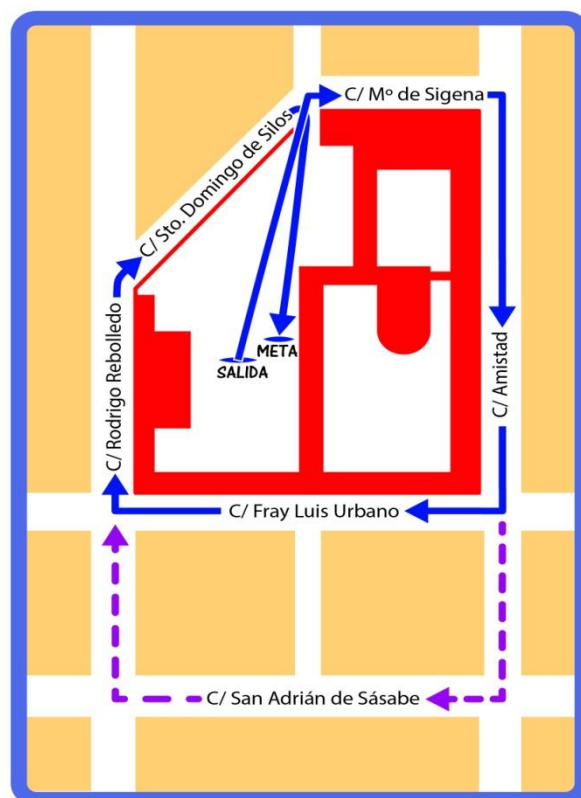 C/ Mº de Sigena
C/ Sto. Domingo de Silos
META
SALIDA
C/ Rodrigo Rebolledo
C/ Amistad
C/ Fray Luis Urbano
C/ San Adrián de Sásabe